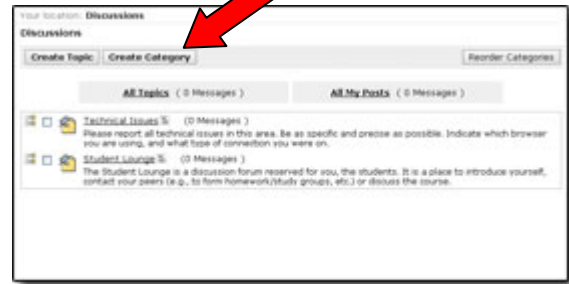 Your location: Discussions
Discussions
Create Topic Create Category Reorder Categories
All Topics ( 0 Messages ) All My Posts ( 0 Messages )
Technical Issues (0 Messages )
Please report all technical issues in this area. Be as specific and precise as possible. Indicate which browser
you are using, and what type of connection you were on.
Student Lounge (0 Messages )
The Student Lounge is a discussion forum reserved for you, the students. It is a place to introduce yourself,
contact your peers (e.g., to form homework/study groups, etc.) or discuss the course.